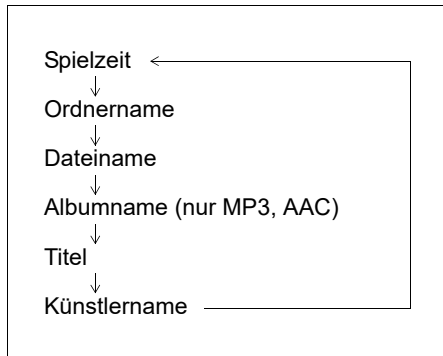 Spielzeit
Ordnername
Dateiname
Albumname (nur MP3, AAC)
Titel
Künstlername